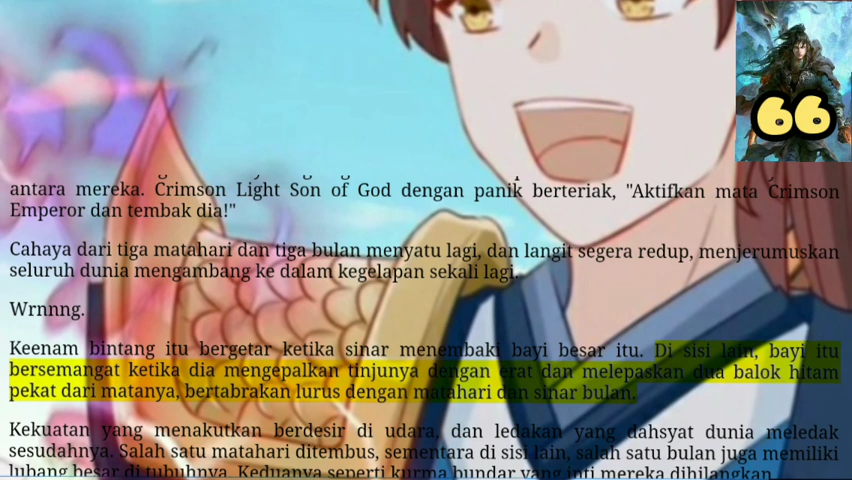 66
antara mereka. Crimson Light Son of God dengan panik berteriak, "Aktifkan mata Crimson
Emperor dan tembak dia!"
Cahaya dari tiga matahari dan tiga bulan menyatu lagi, dan langit segera redup, menjerumuskan
seluruh dunia mengambang ke dalam kegelapan sekali lagi.
Wrnnng.
Keenam bintang itu bergetar ketika sinar menembaki bayi besar itu. Di sisi lain, bayi itu
bersemangat ketika dia mengepalkan tinjunya dengan erat dan melepaskan dua balok hitam
pekat dari matanya, bertabrakan lurus dengan matahari dan sinar bulan.
Kekuatan yang menakutkan berdesir di udara, dan ledakan yang dahsyat dunia meledak
sesudahnya. Salah satu matahari ditembus, sementara di sisi lain, salah satu bulan juga memiliki
lubang besar di tubuhnya. Keduanya seperti kurma bundar yang inti mereka dihilangkan.